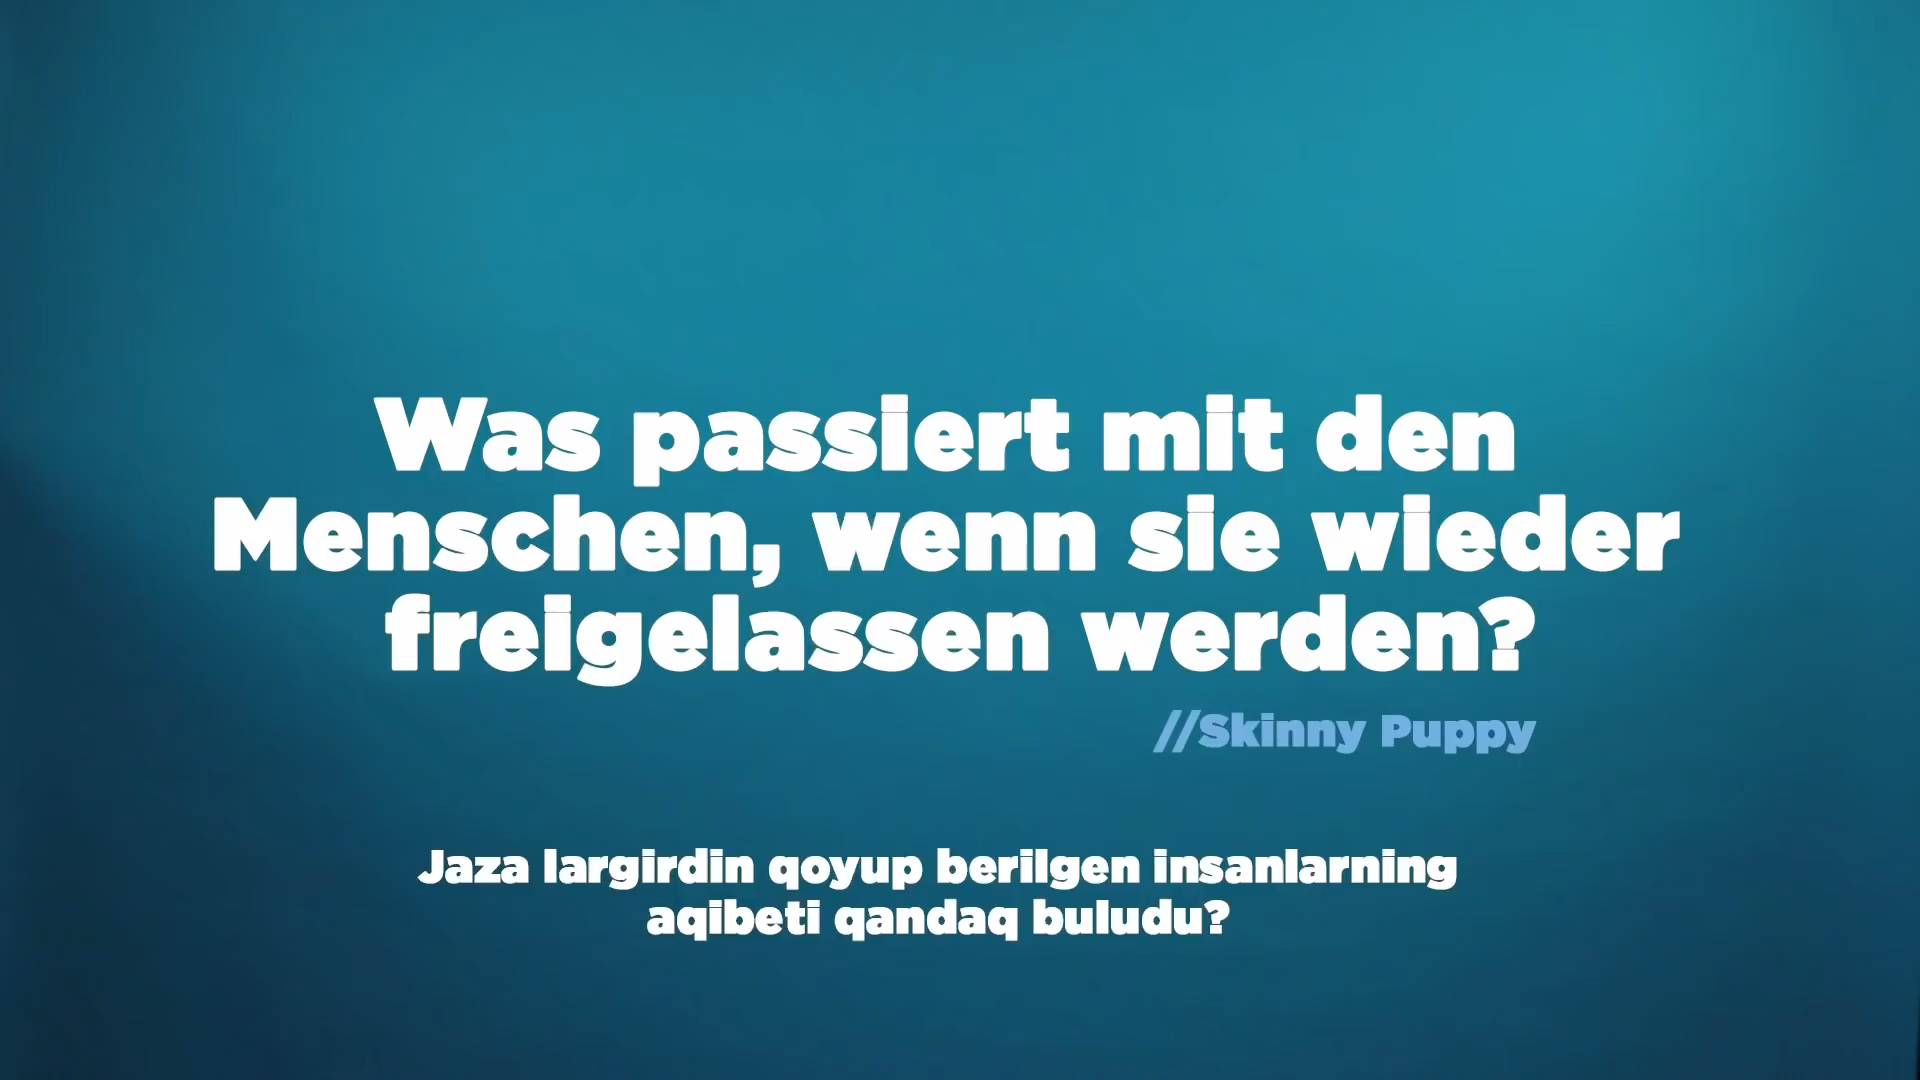 Was passiert mit den
Menschen, wenn sie wieder
freigelassen werden?
//Skinny Puppy
Jaza largirdin qoyup berilgen insanlarning
aqibeti qandaq buludu?